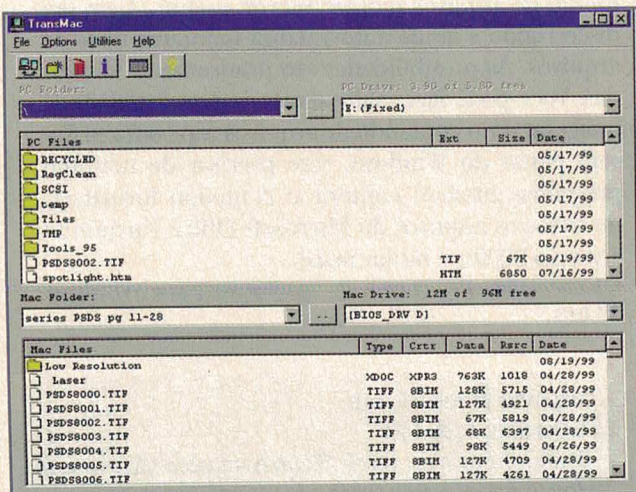 TransMac
File Options Utilities Help
PC Folder: PC Drive: 3.9G of 5.8G free
\ .. E: (Fixed)
PC Files Ext Size Date
RECYCLED 05/17/99
RegClean 05/17/99
SCSI 05/17/99
temp 05/17/99
Tiles 05/17/99
TMP 05/17/99
Tools_95 05/17/99
PSDS8002.TIF TIF 67K 08/19/99
spotlight.htm HTM 6850 07/16/99
Mac Folder: Mac Drive: 12M of 96M free
series PSDS pg 11-28 .. [BIOS_DRV D]
Mac Files Type Crtr Data Rsrc Date
Low Resolution 08/19/99
Laser XDOC XPR3 763K 1018 04/28/99
PSDS8000.TIF TIFF 8BIM 128K 5715 04/28/99
PSDS8001.TIF TIFF 8BIM 127K 4921 04/28/99
PSDS8002.TIF TIFF 8BIM 67K 5819 04/28/99
PSDS8003.TIF TIFF 8BIM 68K 6397 04/28/99
PSDS8004.TIF TIFF 8BIM 98K 5449 04/26/99
PSDS8005.TIF TIFF 8BIM 127K 4709 04/28/99
PSDS8006.TIF TIFF 8BIM 127K 4261 04/28/99